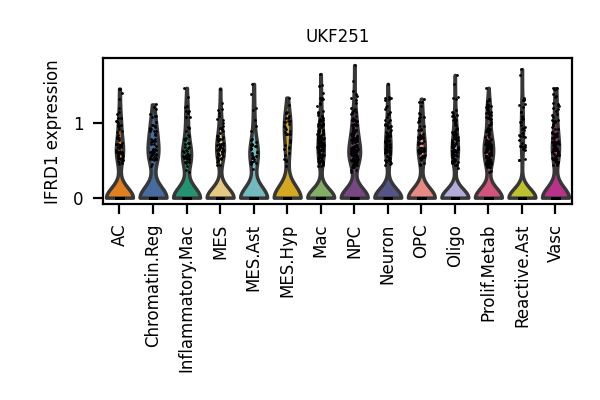 UKF251
IFRD1 expression
1
0
AC
Chromatin.Reg
Inflammatory.Mac
MES
MES.Ast
MES.Hyp
Mac
NPC
Neuron
OPC
Oligo
Prolif.Metab
Reactive.Ast
Vasc